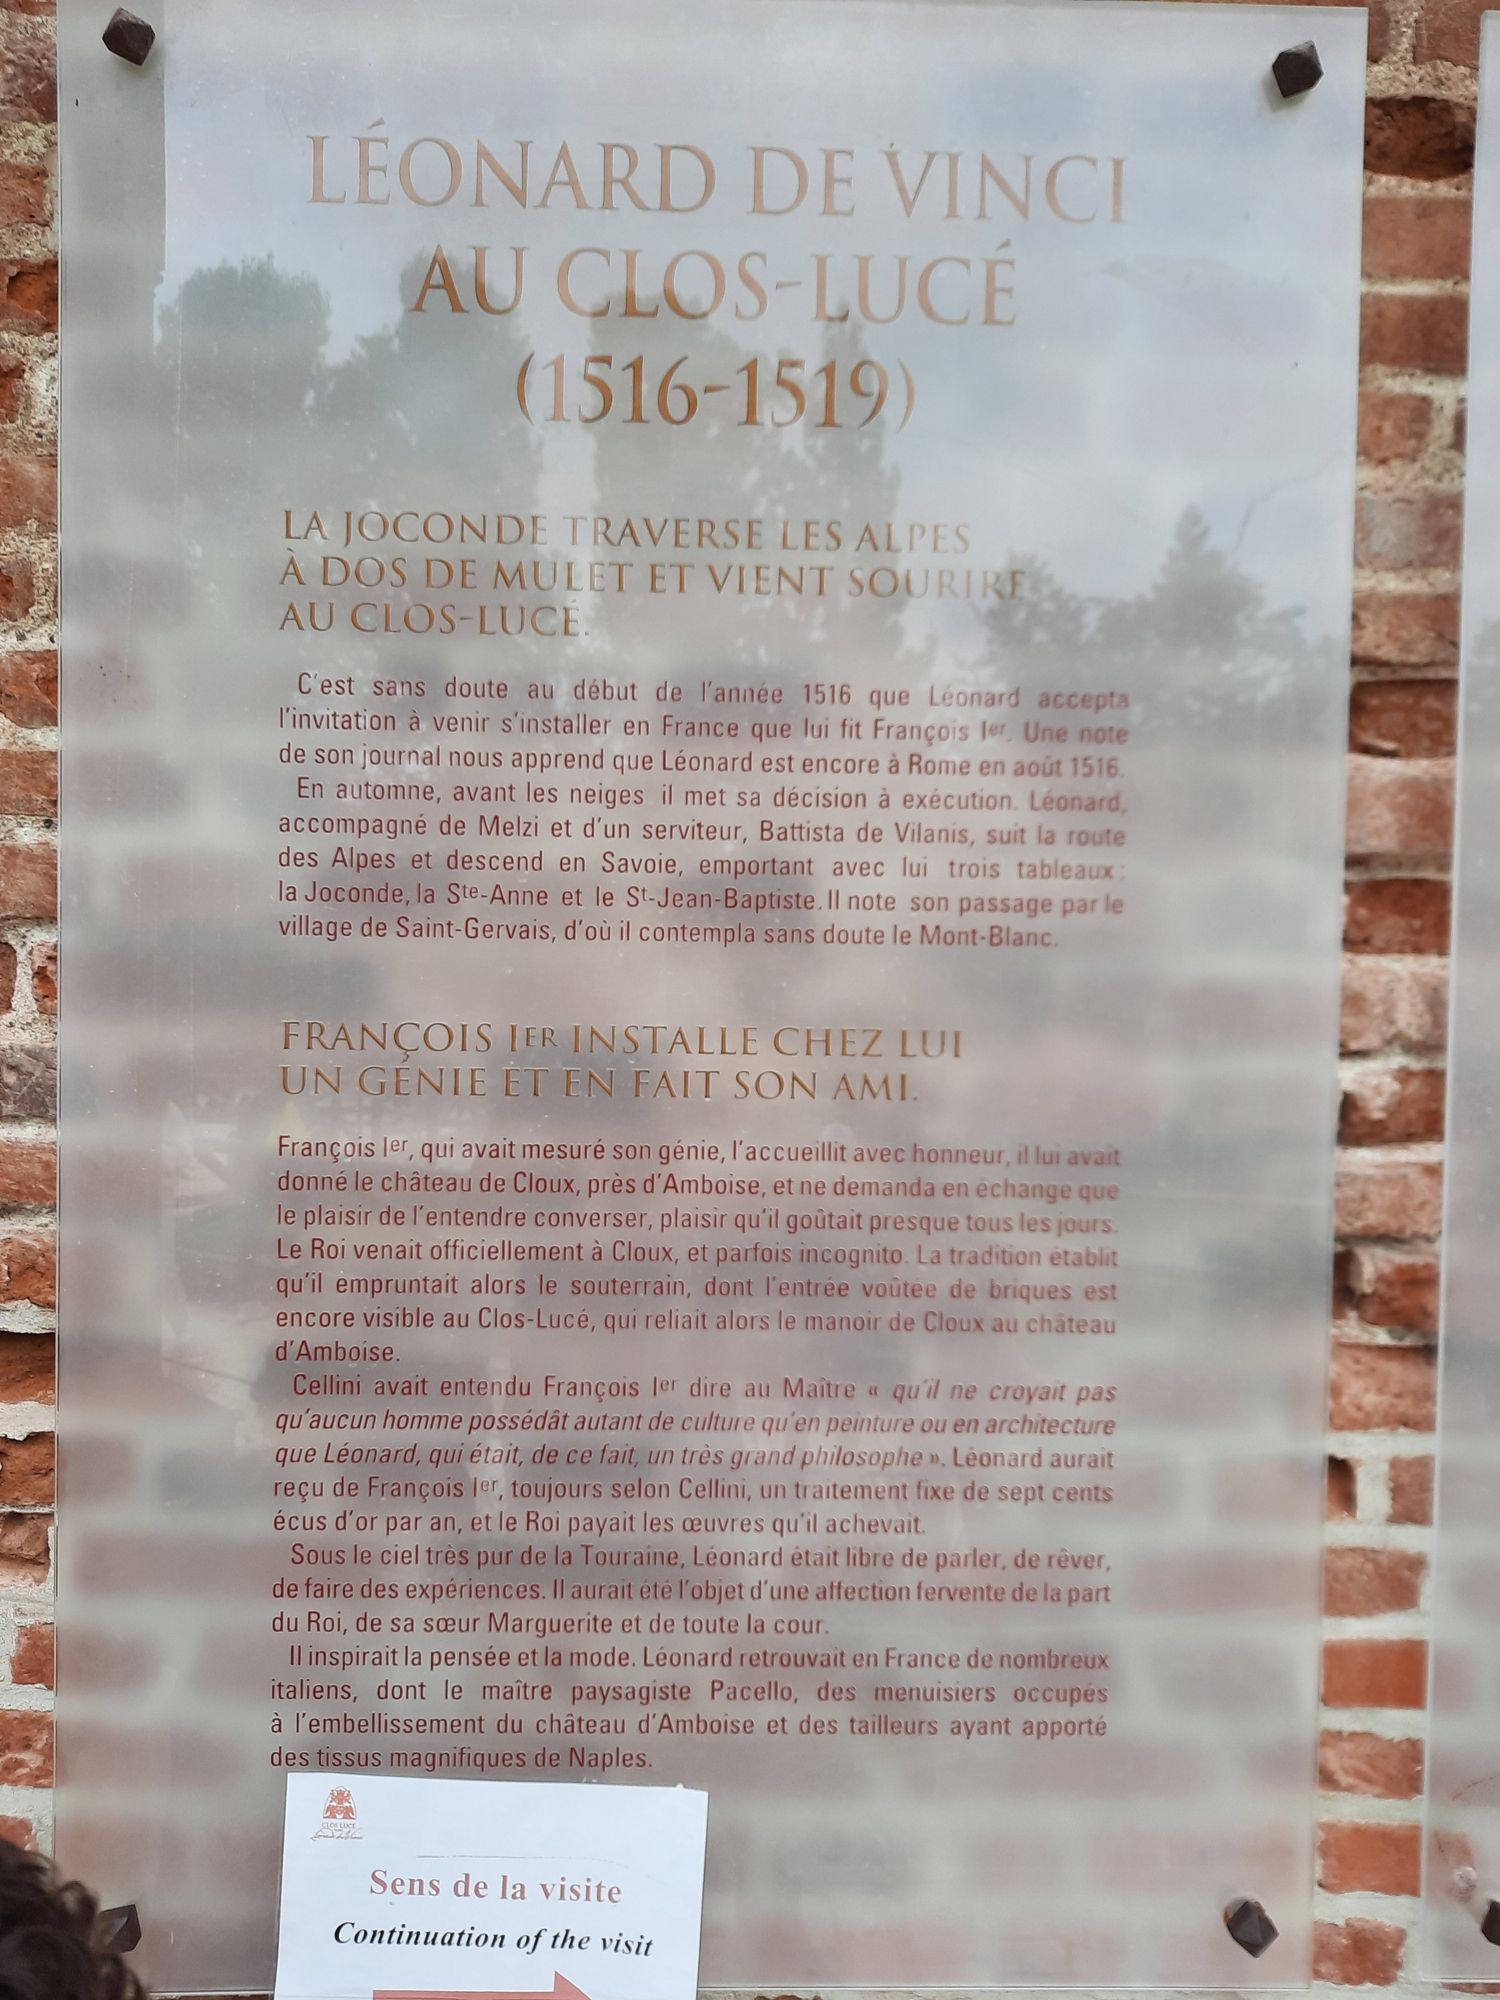 LÉONARD DE VINCI
AU CLOS-LUCÉ
(1516-1519)
LA JOCONDE TRAVERSE LES ALPES
À DOS DE MULET ET VIENT SOURIRE
AU CLOS-LUCÉ.
C'est sans doute au début de l'année 1516 que Léonard accepta
l'invitation à venir s'installer en France que lui fit François Ier. Une note
de son journal nous apprend que Léonard est encore à Rome en août 1516.
En automne, avant les neiges il met sa décision à exécution. Léonard,
accompagné de Melzi et d'un serviteur, Battista de Vilanis, suit la route
des Alpes et descend en Savoie, emportant avec lui trois tableaux:
la Joconde, la Ste-Anne et le St-Jean-Baptiste. Il note son passage par le
village de Saint-Gervais, d'où il contempla sans doute le Mont-Blanc.
FRANÇOIS IER INSTALLE CHEZ LUI
UN GÉNIE ET EN FAIT SON AMI.
François Ier, qui avait mesuré son génie, l'accueillit avec honneur, il lui avait
donné le château de Cloux, près d'Amboise, et ne demanda en échange que
le plaisir de l'entendre converser, plaisir qu'il goûtait presque tous les jours.
Le Roi venait officiellement à Cloux, et parfois incognito. La tradition établit
qu'il empruntait alors le souterrain, dont l'entrée voûtée de briques est
encore visible au Clos-Lucé, qui reliait alors le manoir de Cloux au château
d'Amboise.
Cellini avait entendu François Ier dire au Maître « qu'il ne croyait pas
qu'aucun homme possédât autant de culture qu'en peinture ou en architecture
que Léonard, qui était, de ce fait, un très grand philosophe ». Léonard aurait
reçu de François Ier, toujours selon Cellini, un traitement fixe de sept cents
écus d'or par an, et le Roi payait les œuvres qu'il achevait.
Sous le ciel très pur de la Touraine, Léonard était libre de parler, de rêver,
de faire des expériences. Il aurait été l'objet d'une affection fervente de la part
du Roi, de sa sœur Marguerite et de toute la cour.
Il inspirait la pensée et la mode. Léonard retrouvait en France de nombreux
italiens, dont le maître paysagiste Pacello, des menuisiers occupés
à l'embellissement du château d'Amboise et des tailleurs ayant apporté
des tissus magnifiques de Naples.
CLOS LUCÉ
Sens de la visite
Continuation of the visit